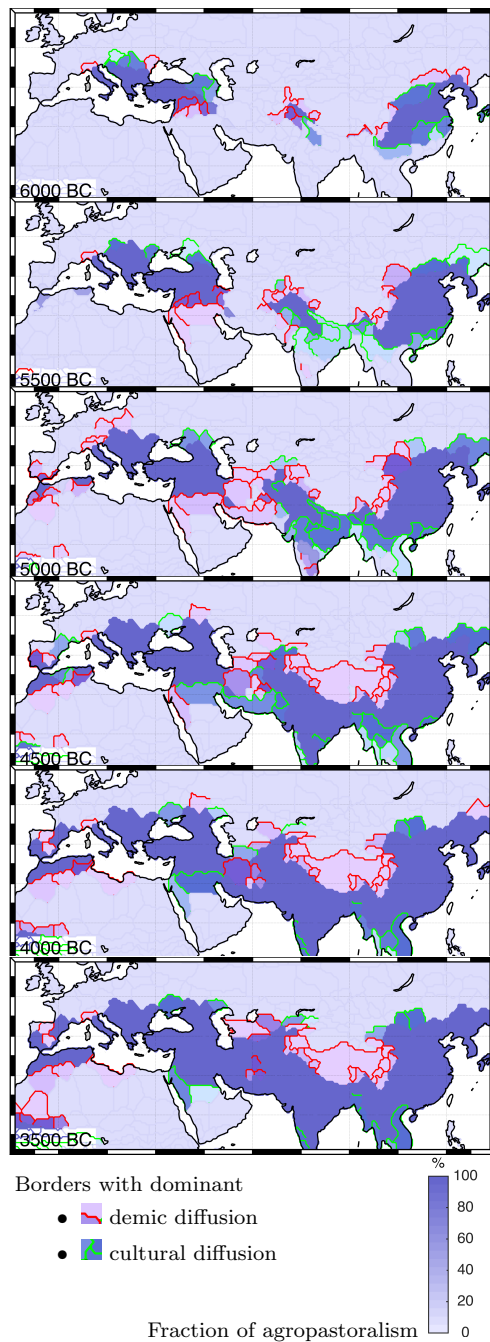 6000 BC
5500 BC
5000 BC
4500 BC
4000 BC
3500 BC
Borders with dominant
• demic diffusion
• cultural diffusion
Fraction of agropastoralism
%
100
80
60
40
20
0